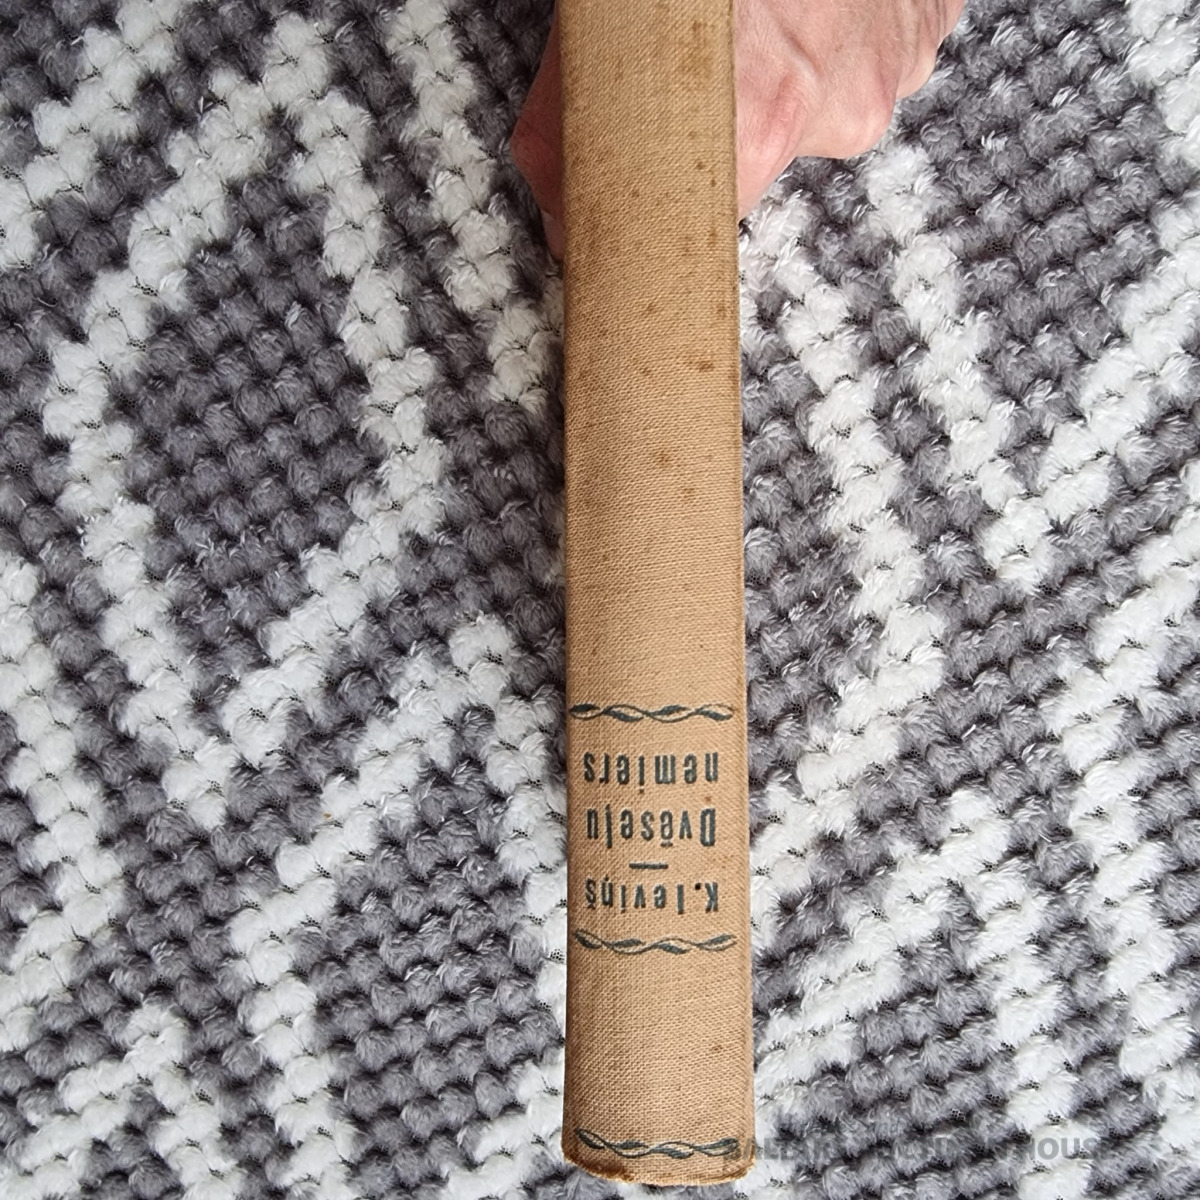 K. Ieviņš
Dvēseļu
nemiers